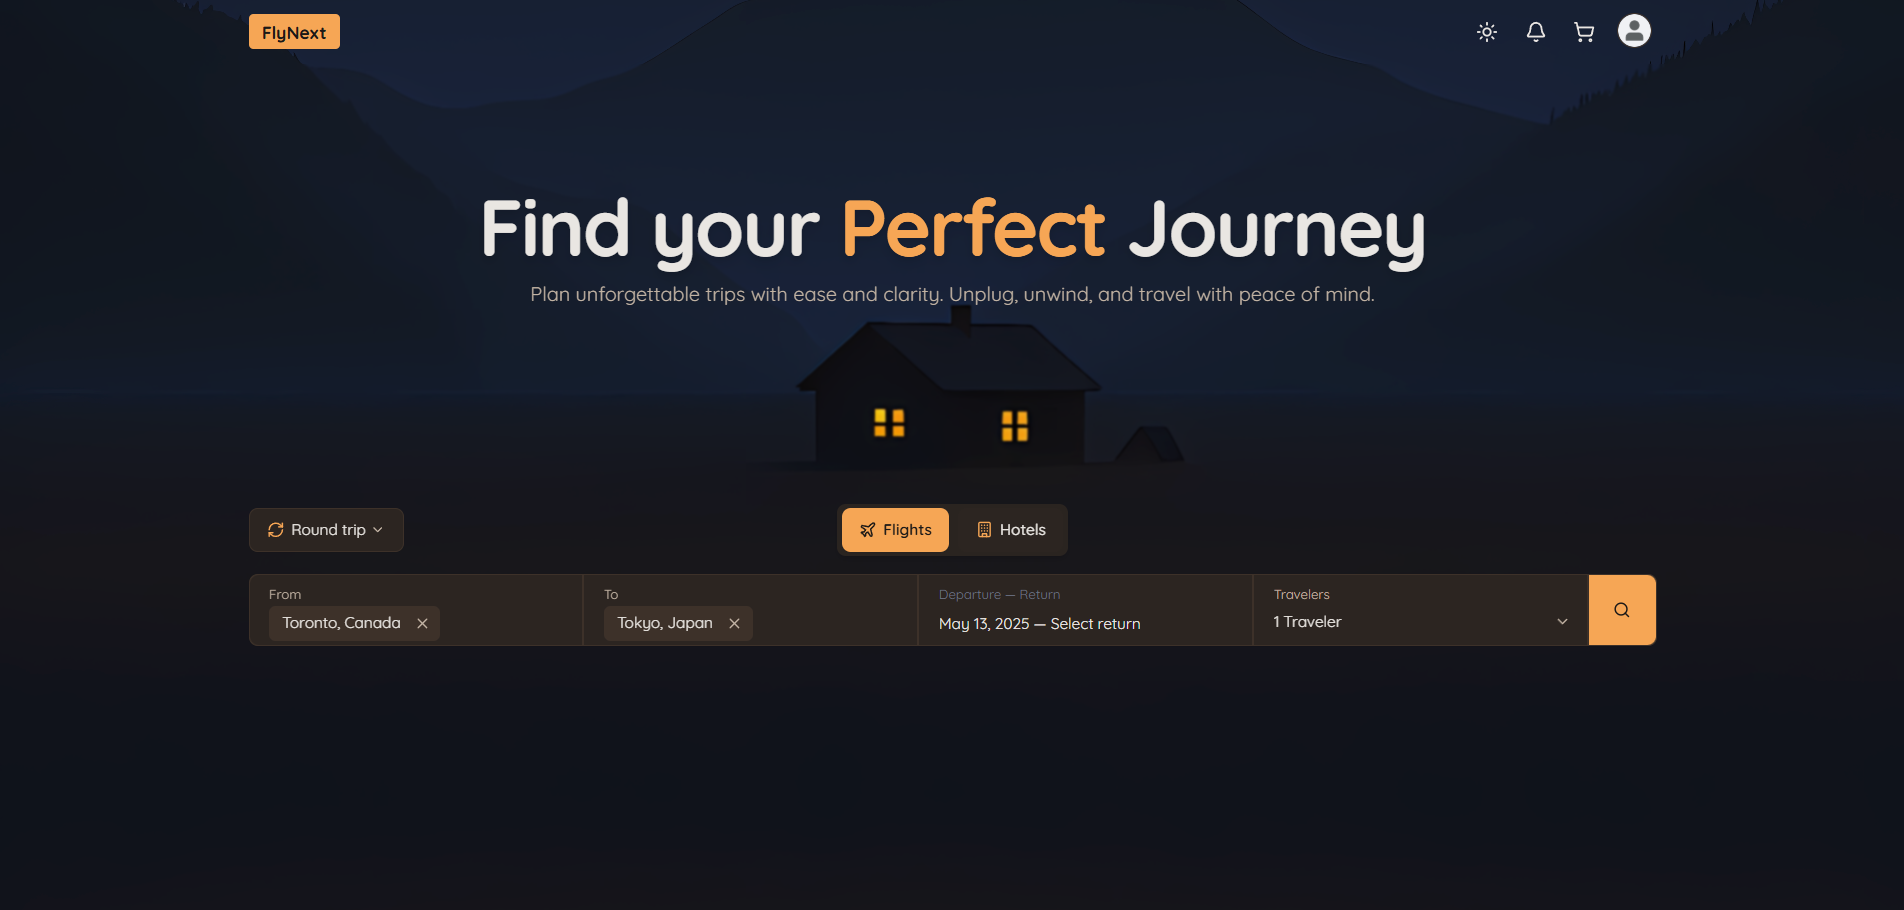 FlyNext
Find your Perfect Journey
Plan unforgettable trips with ease and clarity. Unplug, unwind, and travel with peace of mind.
Round trip
Flights
Hotels
From
Toronto, Canada
To
Tokyo, Japan
Departure — Return
May 13, 2025 — Select return
Travelers
1 Traveler